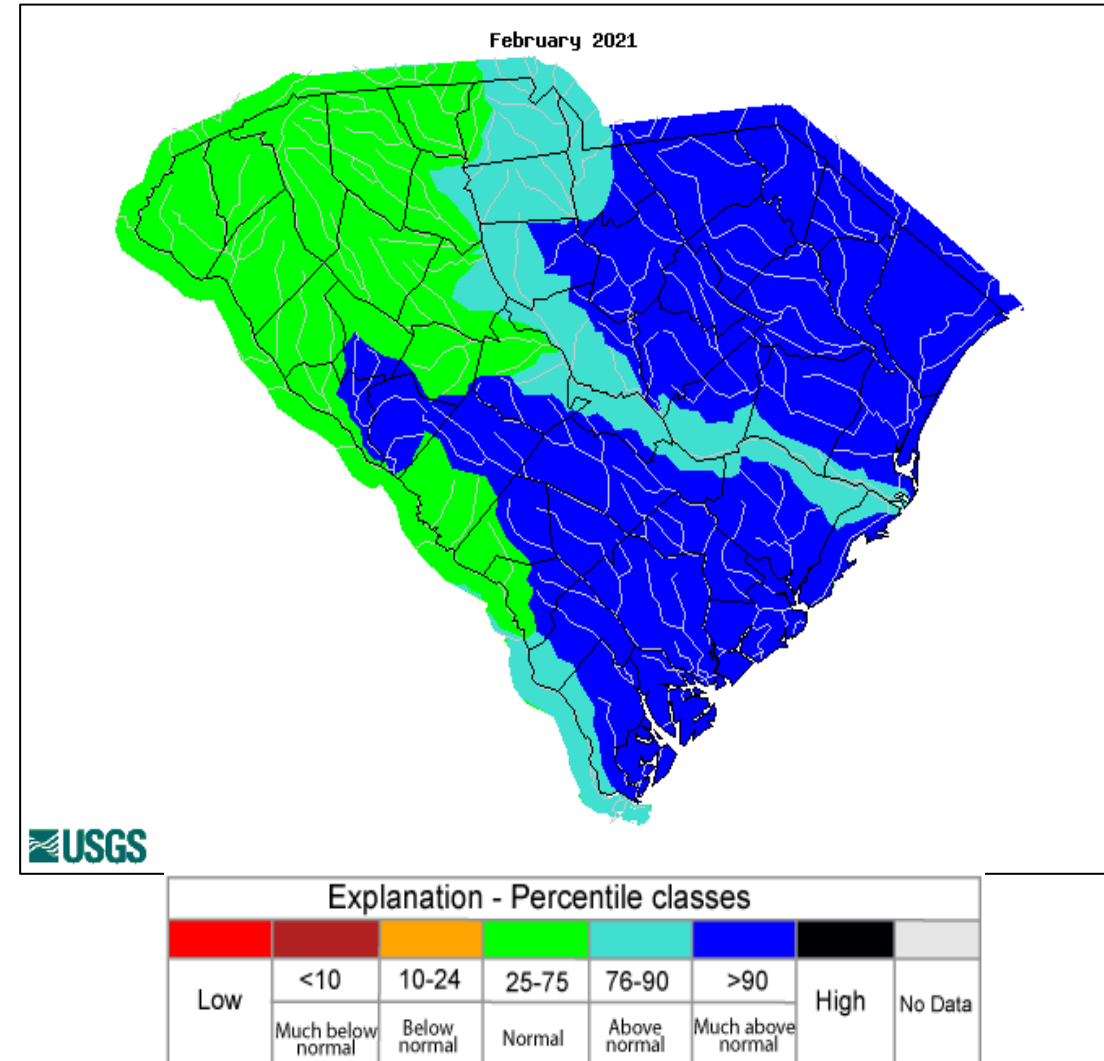 February 2021
USGS
Explanation - Percentile classes
Low
<10
10-24
25-75
76-90
>90
High
No Data
Much below
normal
Below
normal
Normal
Above
normal
Much above
normal